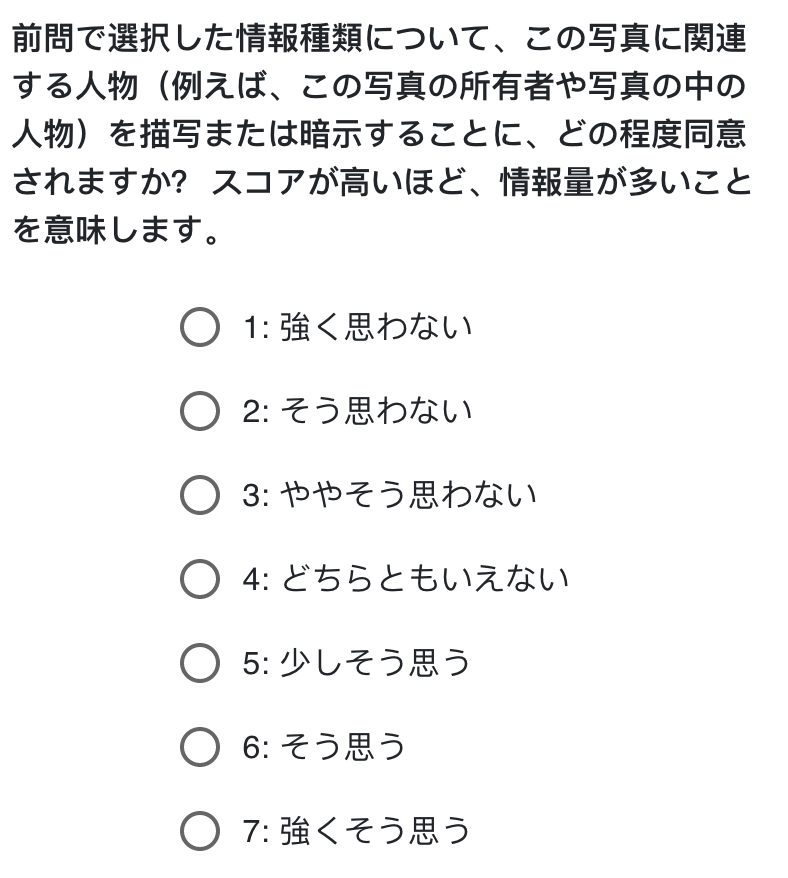 前問で選択した情報種類について、この写真に関連
する人物（例えば、この写真の所有者や写真の中の
人物）を描写または暗示することに、どの程度同意
されますか? スコアが高いほど、情報量が多いこと
を意味します。
1: 強く思わない
2: そう思わない
3: ややそう思わない
4: どちらともいえない
5: 少しそう思う
6: そう思う
7: 強くそう思う